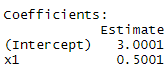 Coefficients:
Estimate
(Intercept) 3.0001
x1 0.5001